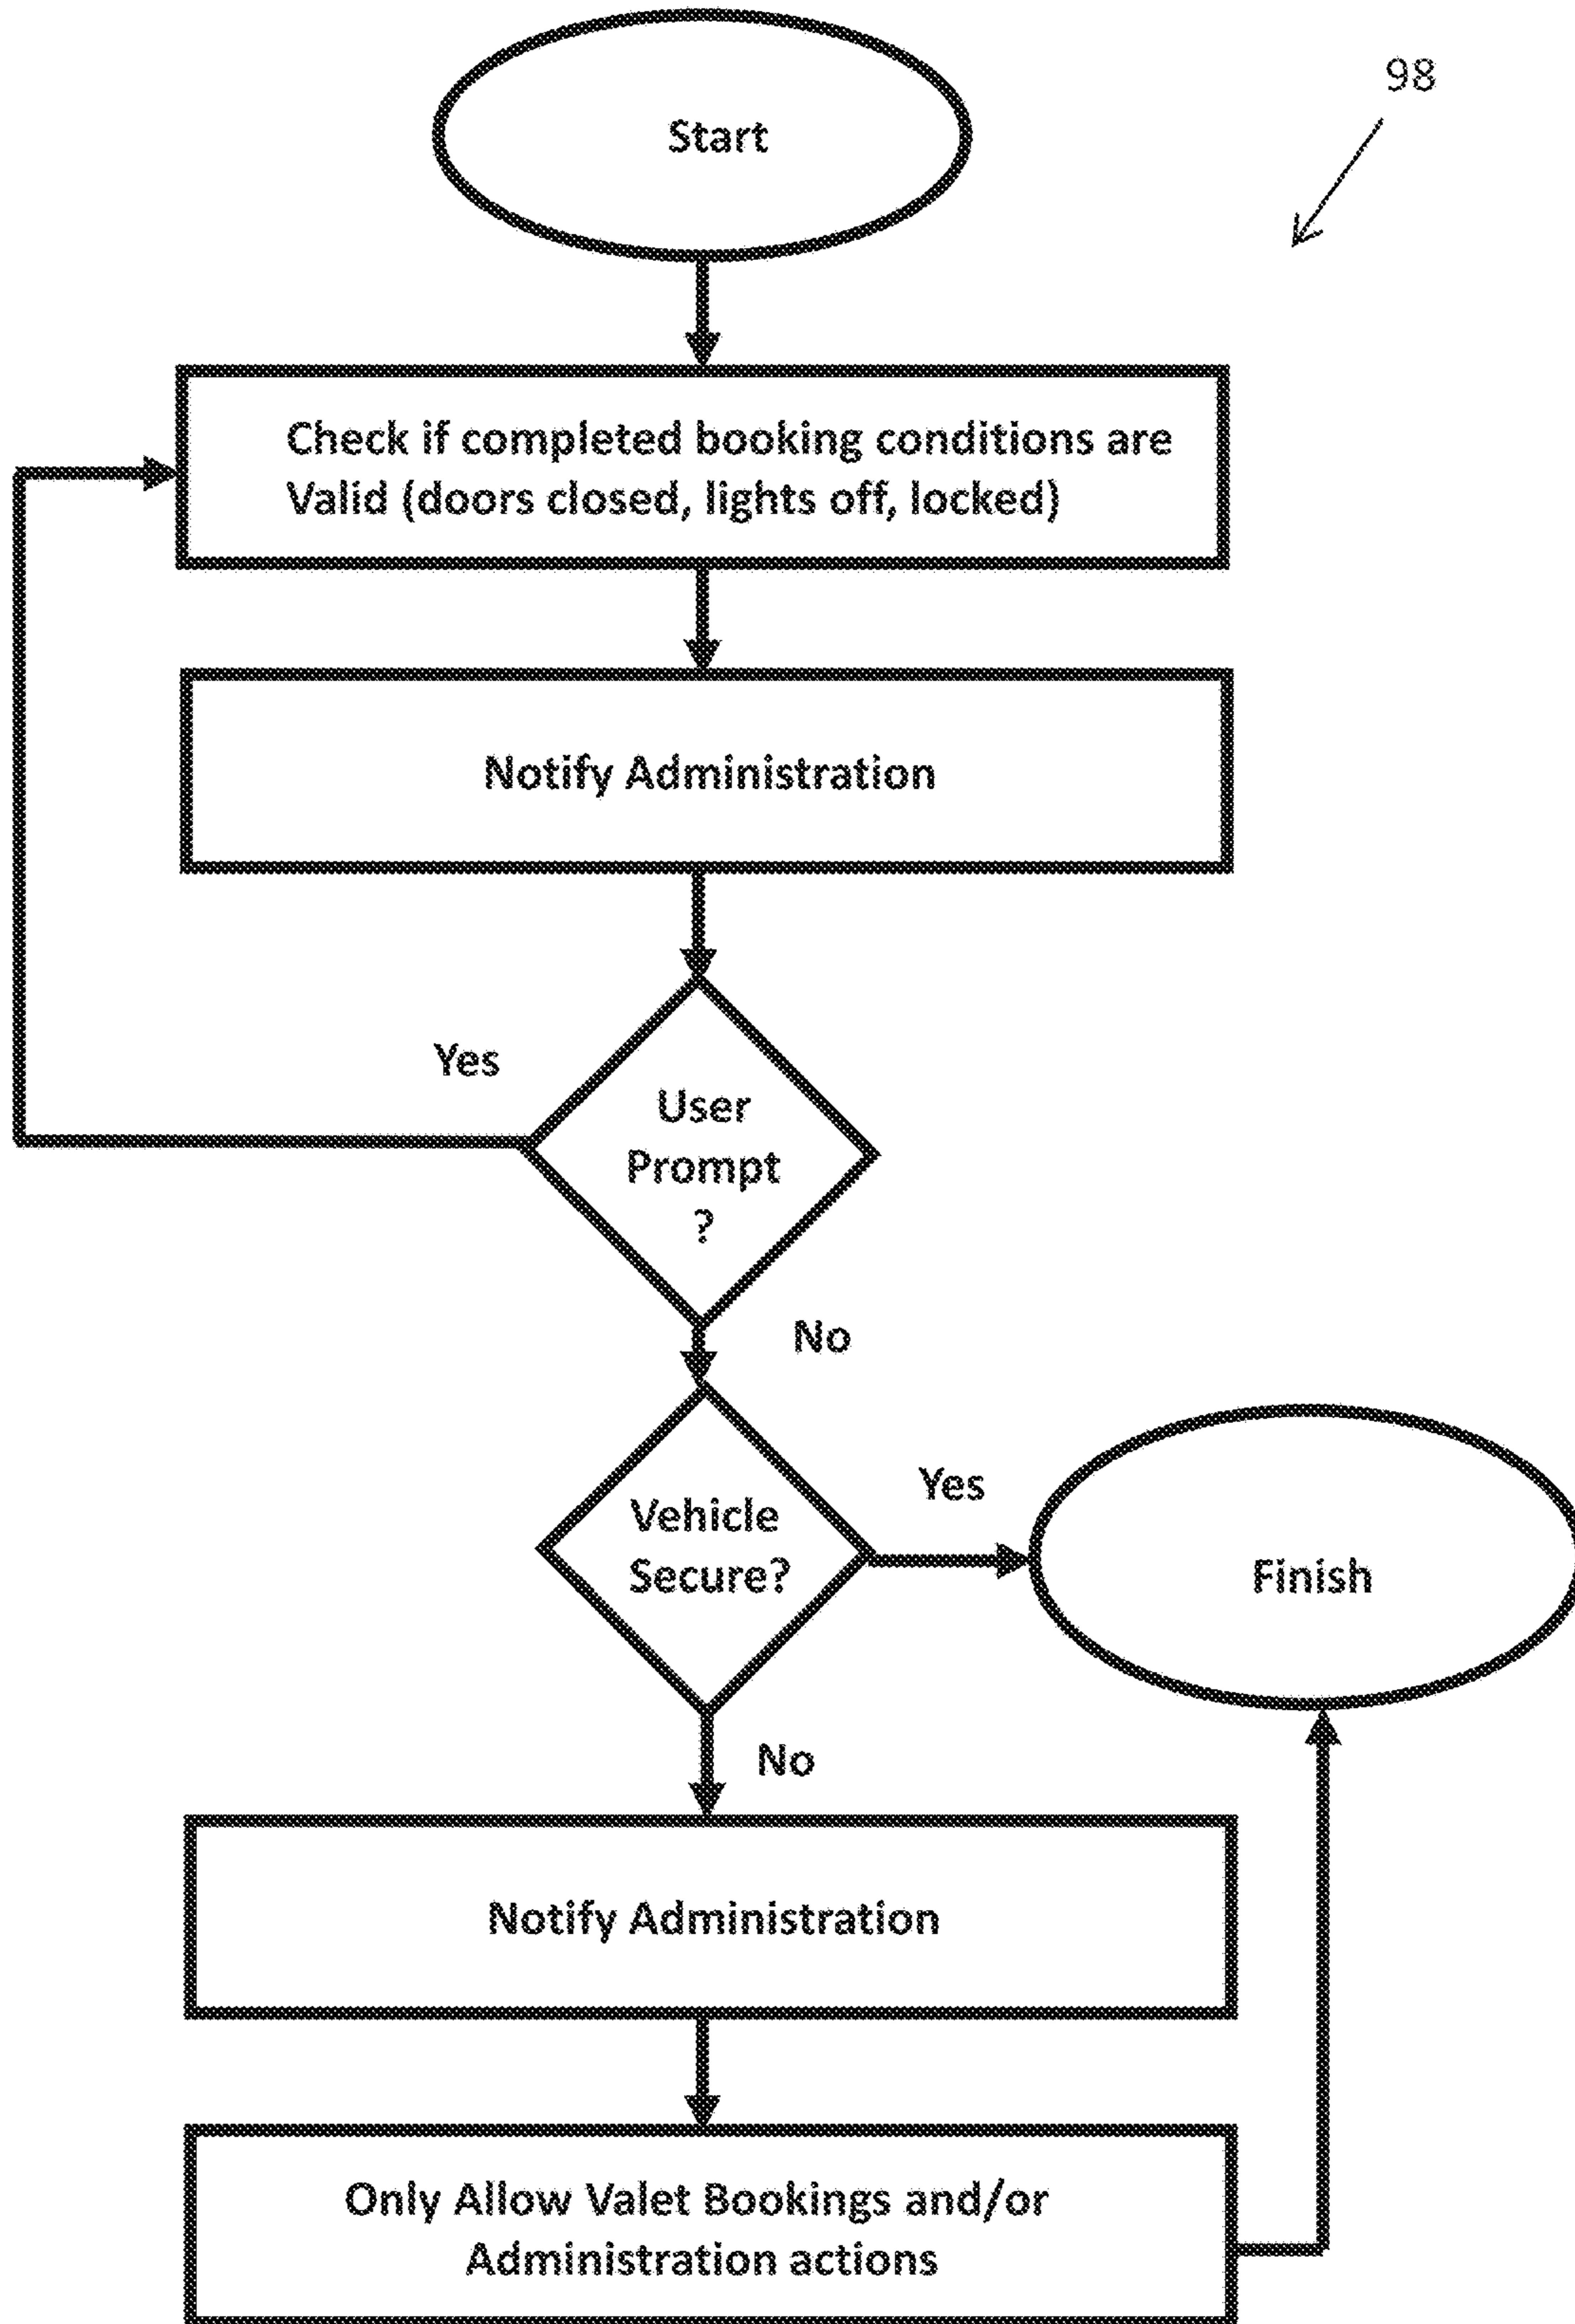 98
Start
Check if completed booking conditions are
Valid (doors closed, lights off, locked)
Notify Administration
Yes
User
Prompt
?
No
Vehicle
Secure?
Yes
Finish
No
Notify Administration
Only Allow Valet Bookings and/or
Administration actions